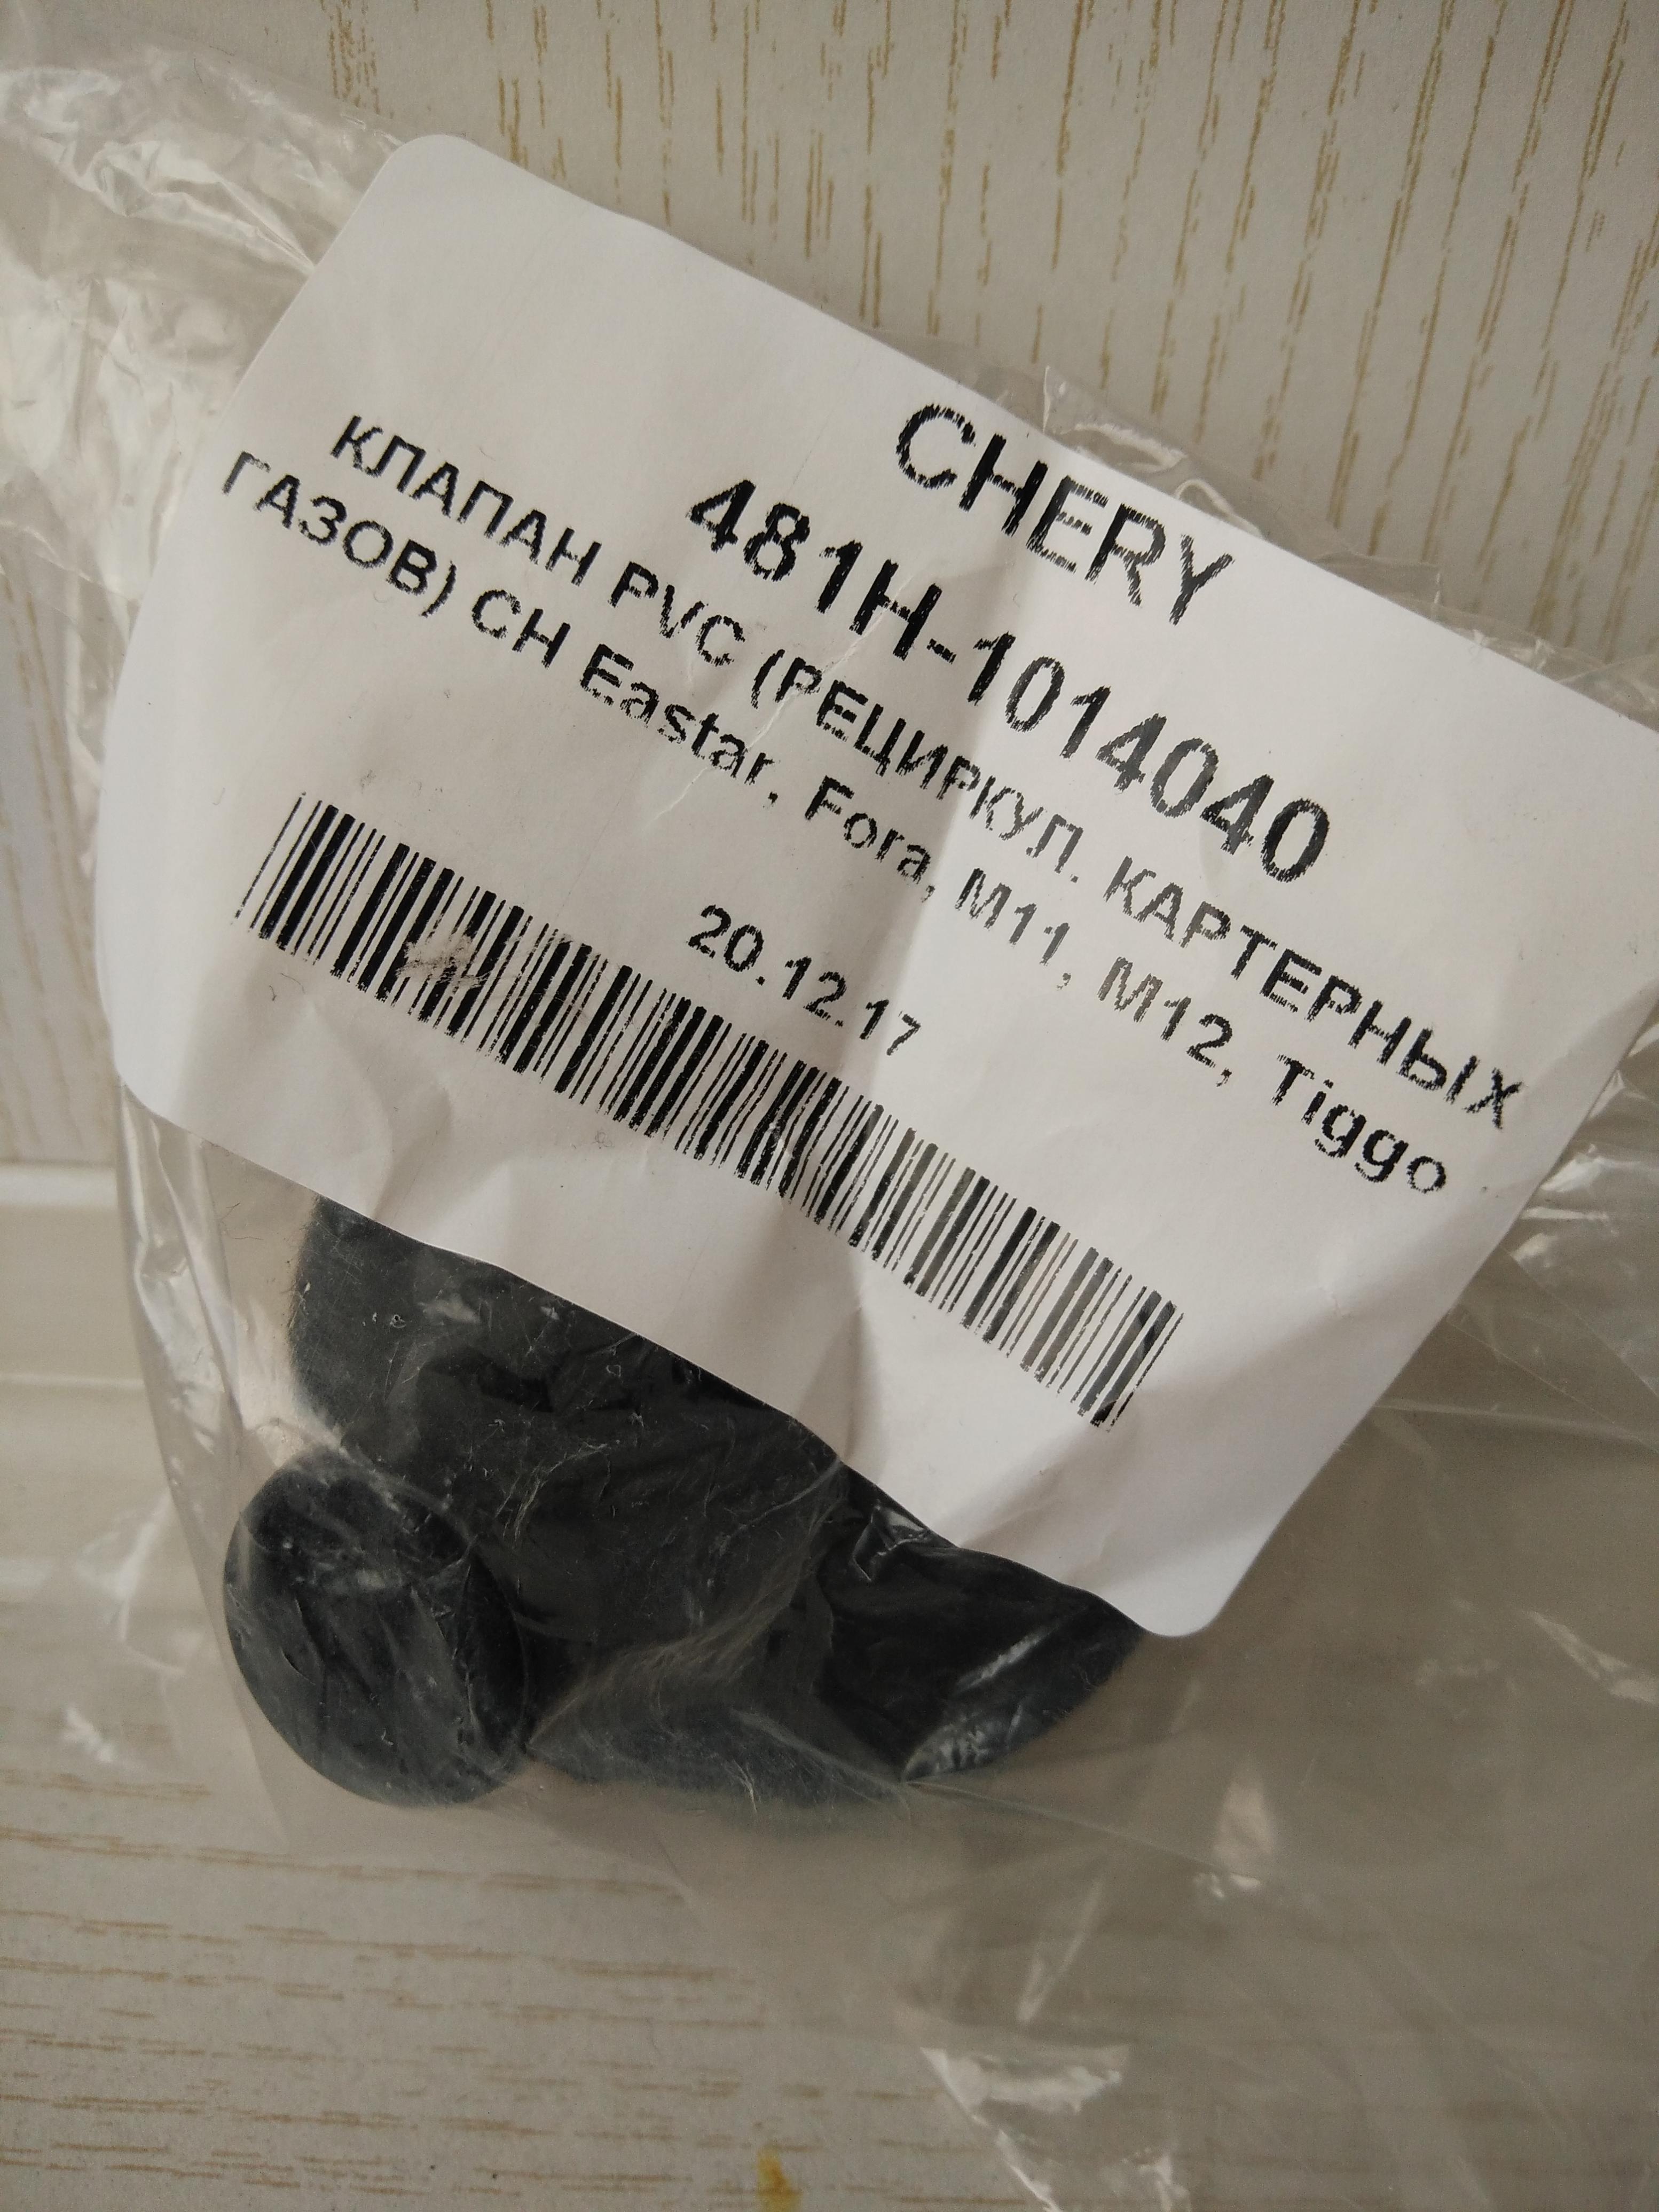 CHERY
481H-1014040
КЛАПАН PVC (РЕЦИРКУЛ. КАРТЕРНЫХ
ГАЗОВ) CH Eastar, Fora, M11, M12, Tiggo
20.12.17